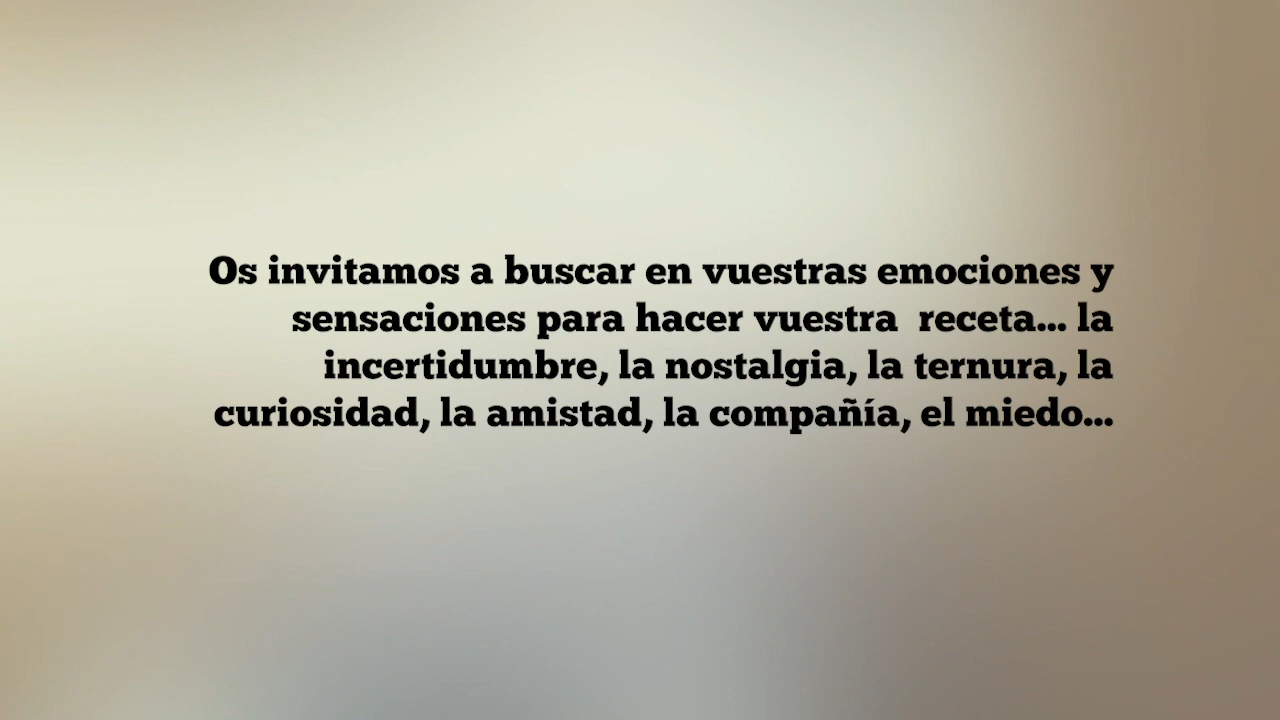 Os invitamos a buscar en vuestras emociones y
sensaciones para hacer vuestra  receta... la
incertidumbre, la nostalgia, la ternura, la
curiosidad, la amistad, la compañía, el miedo...